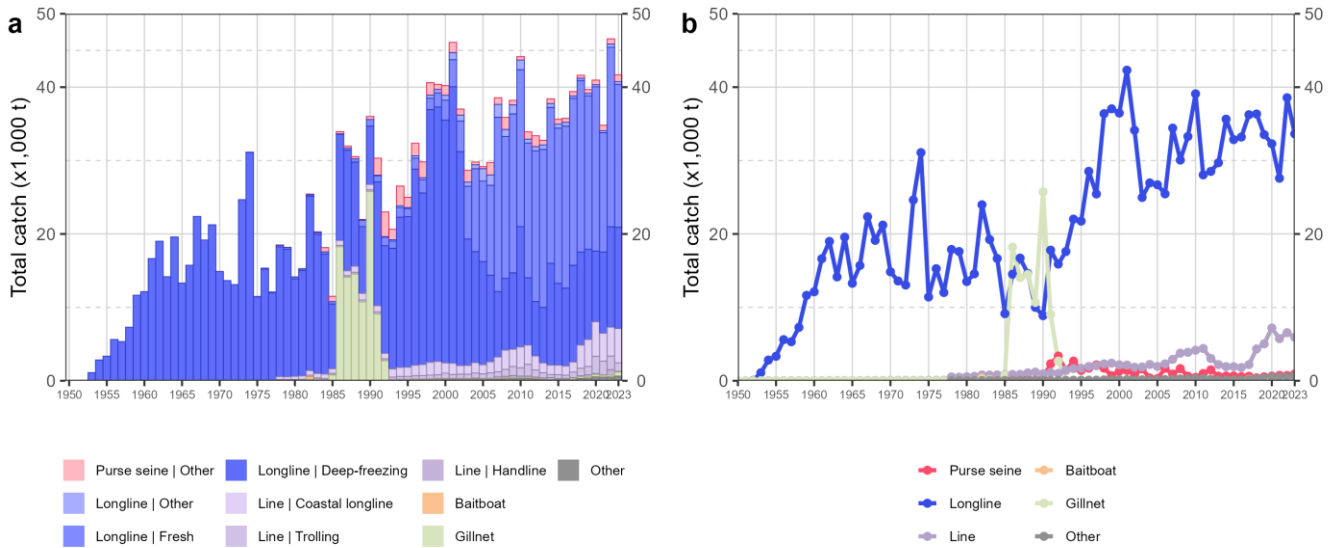 a
50
40
20
0
50
40
20
0
Total catch (x1,000 t)
1950 1955 1960 1965 1970 1975 1980 1985 1990 1995 2000 2005 2010 2015 2020 2023
Purse seine | Other
Longline | Deep-freezing
Line | Handline
Other
Longline | Other
Line | Coastal longline
Baitboat
Longline | Fresh
Line | Trolling
Gillnet
b
50
40
20
0
50
40
20
0
Total catch (x1,000 t)
1950 1955 1960 1965 1970 1975 1980 1985 1990 1995 2000 2005 2010 2015 2020 2023
Purse seine
Baitboat
Longline
Gillnet
Line
Other